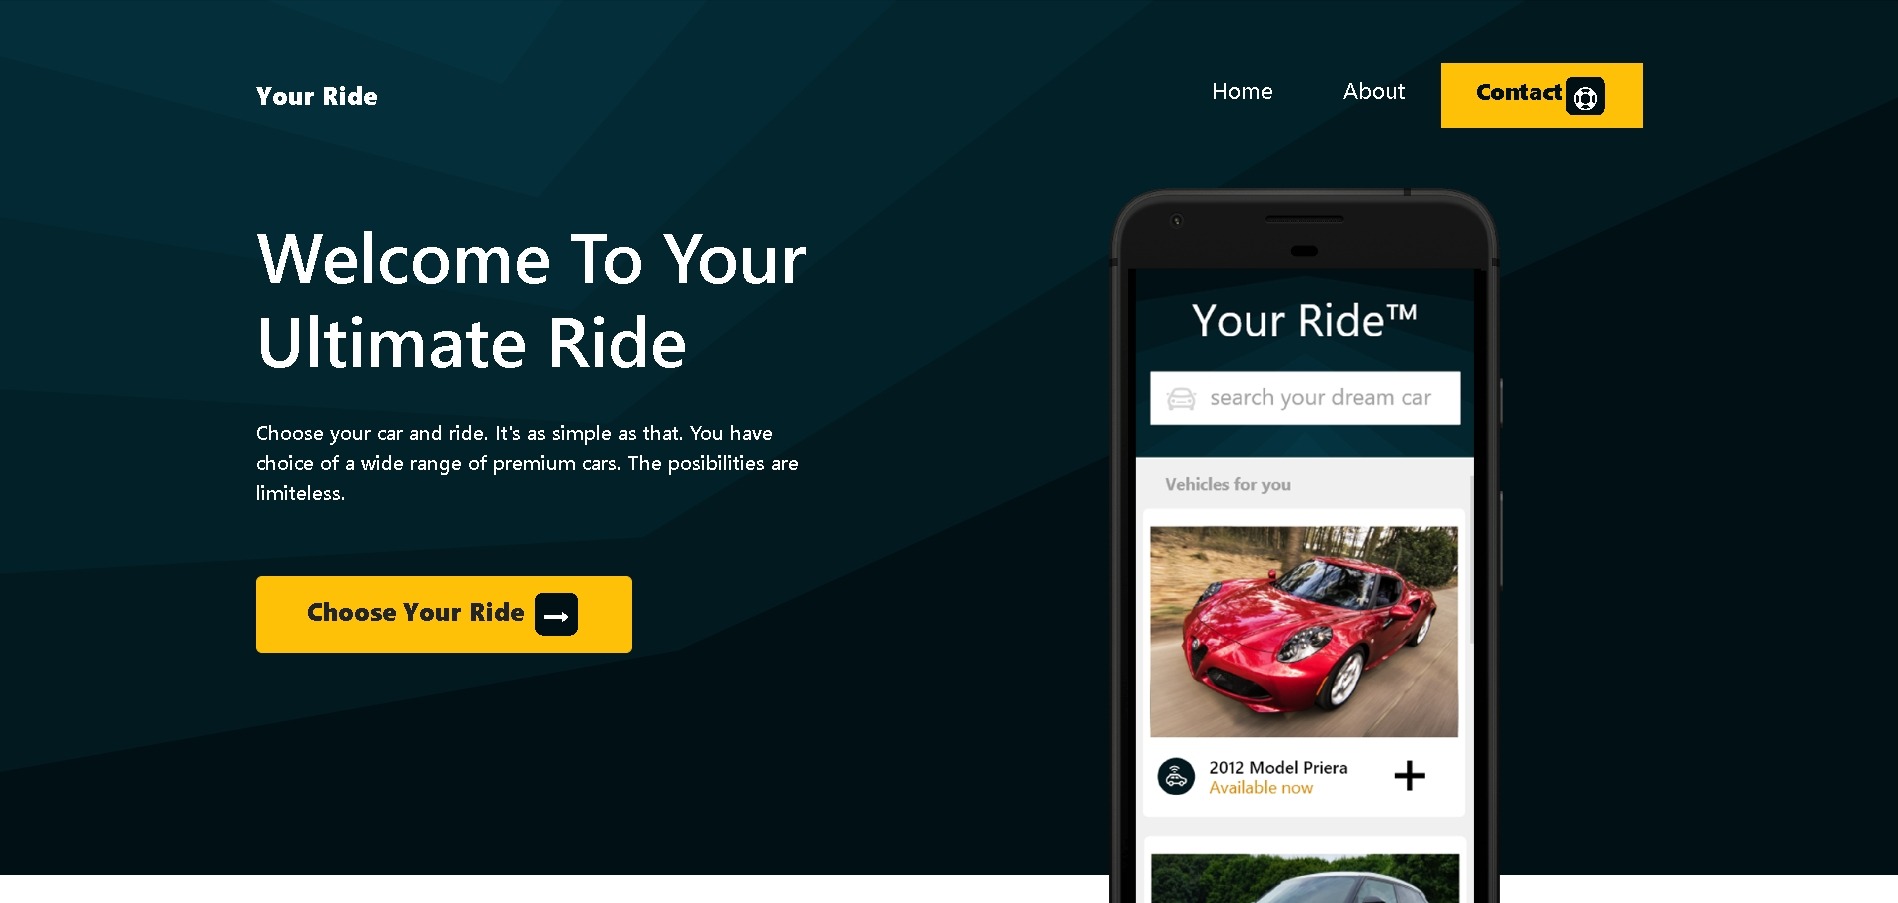 Your Ride
Home
About
Contact
Welcome To Your
Ultimate Ride
Choose your car and ride. It's as simple as that. You have
choice of a wide range of premium cars. The posibilities are
limiteless.
Choose Your Ride
Your Ride™
search your dream car
Vehicles for you
2012 Model Priera
Available now